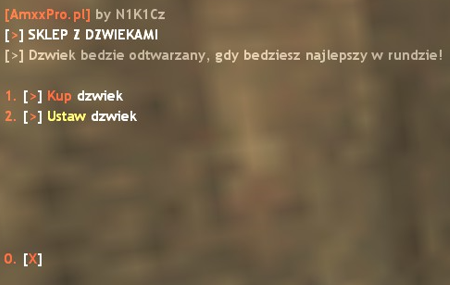 [AmxxPro.pl] by N1K1Cz
[>] SKLEP Z DZWIEKAMI
[>] Dzwiek bedzie odtwarzany, gdy bedziesz najlepszy w rundzie!
1. [>] Kup dzwiek
2. [>] Ustaw dzwiek
0. [X]